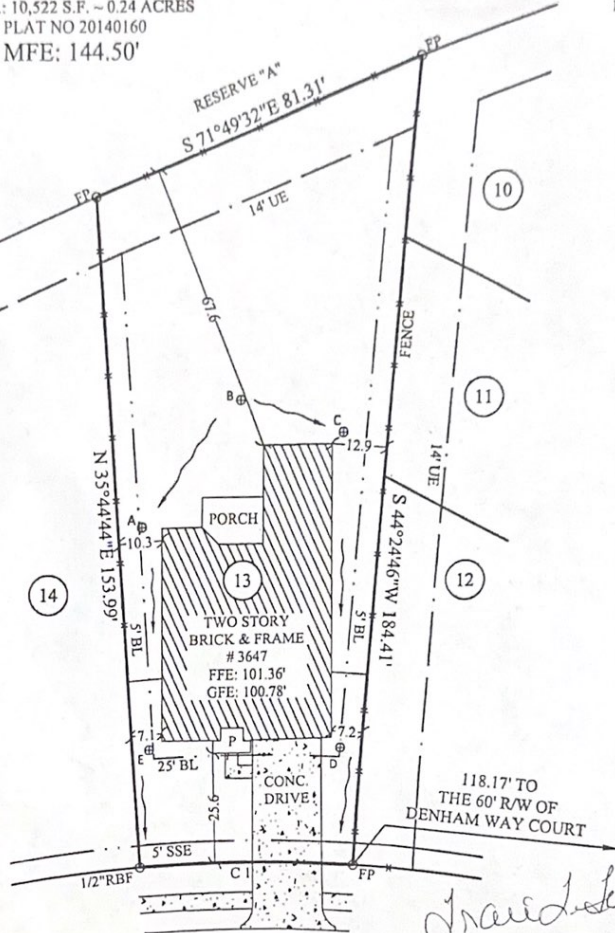 : 10,522 S.F. ~ 0.24 ACRES
PLAT NO 20140160
MFE: 144.50'
RESERVE "A"
S 71°49'32"E 81.31'
FP
FP
14' UE
10
67.6
FENCE
B
C
11
12.9
14' UE
N 35°44'44"E 153.99'
A
10.3
PORCH
S 44°24'46"W 184.41'
13
14
12
5' BL
5' BL
TWO STORY
BRICK & FRAME
# 3647
FFE: 101.36'
GFE: 100.78'
7.1
P
7.2
E
D
25' BL
25.6
CONC.
DRIVE
118.17' TO
THE 60' R/W OF
DENHAM WAY COURT
5' SSE
1/2"RBF
C 1
FP